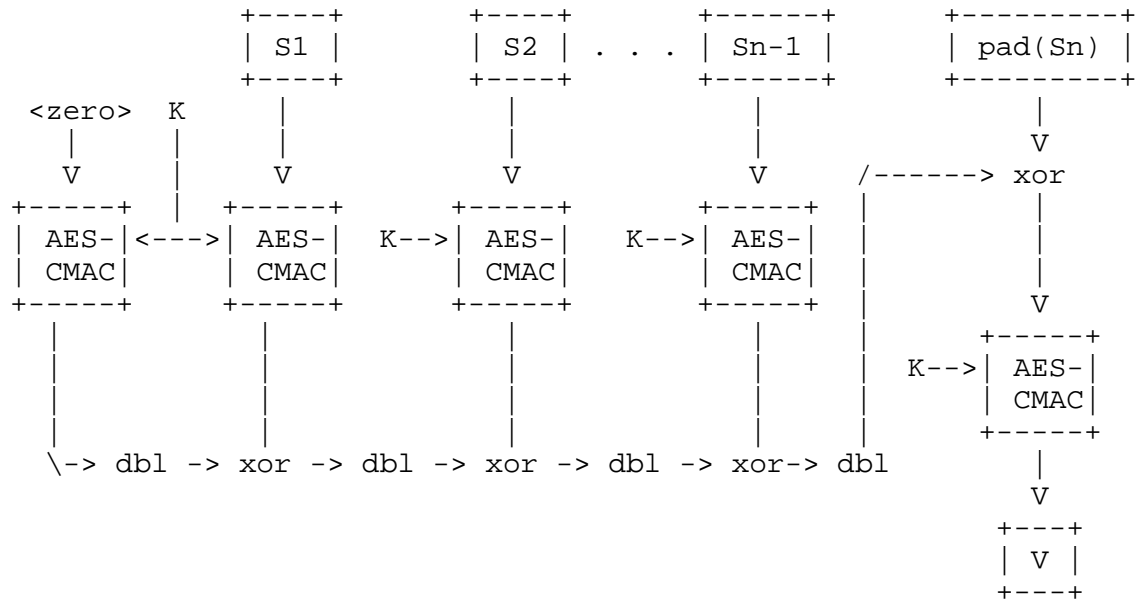 S1 S2 . . . Sn-1 pad(Sn)
<zero> K
V
V V V V /------> xor
AES- <---> AES- K--> AES- K--> AES-
CMAC CMAC CMAC CMAC
V
K--> AES-
CMAC
\-> dbl -> xor -> dbl -> xor -> dbl -> xor-> dbl
V
V